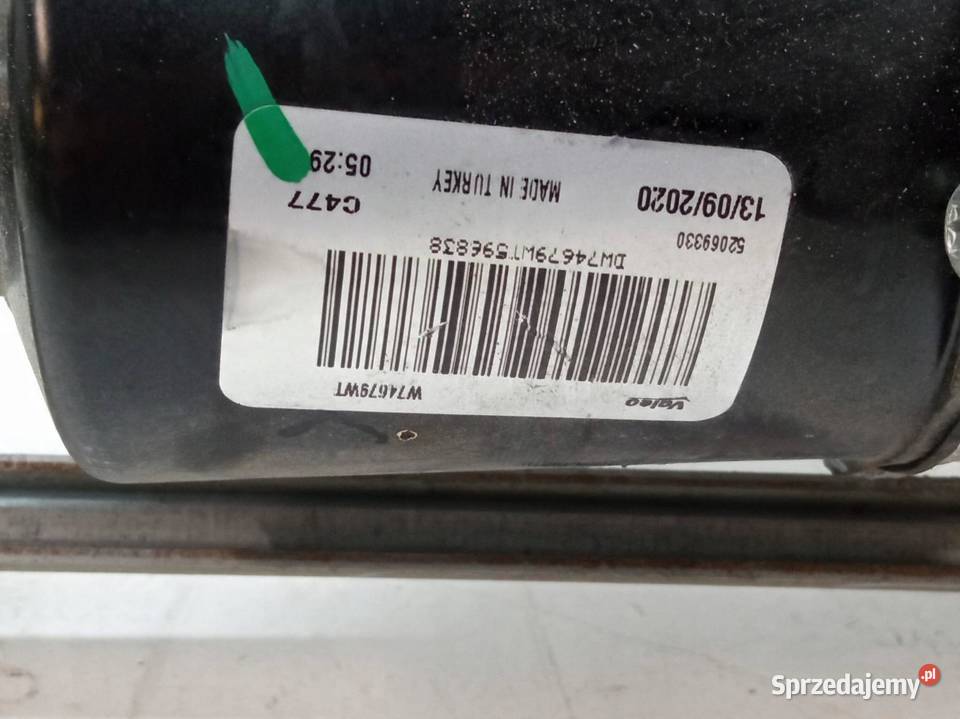 Valeo W74679WT
DW74679WT596838
52069330
13/09/2020 MADE IN TURKEY C477
05:29
Sprzedajemy.pl